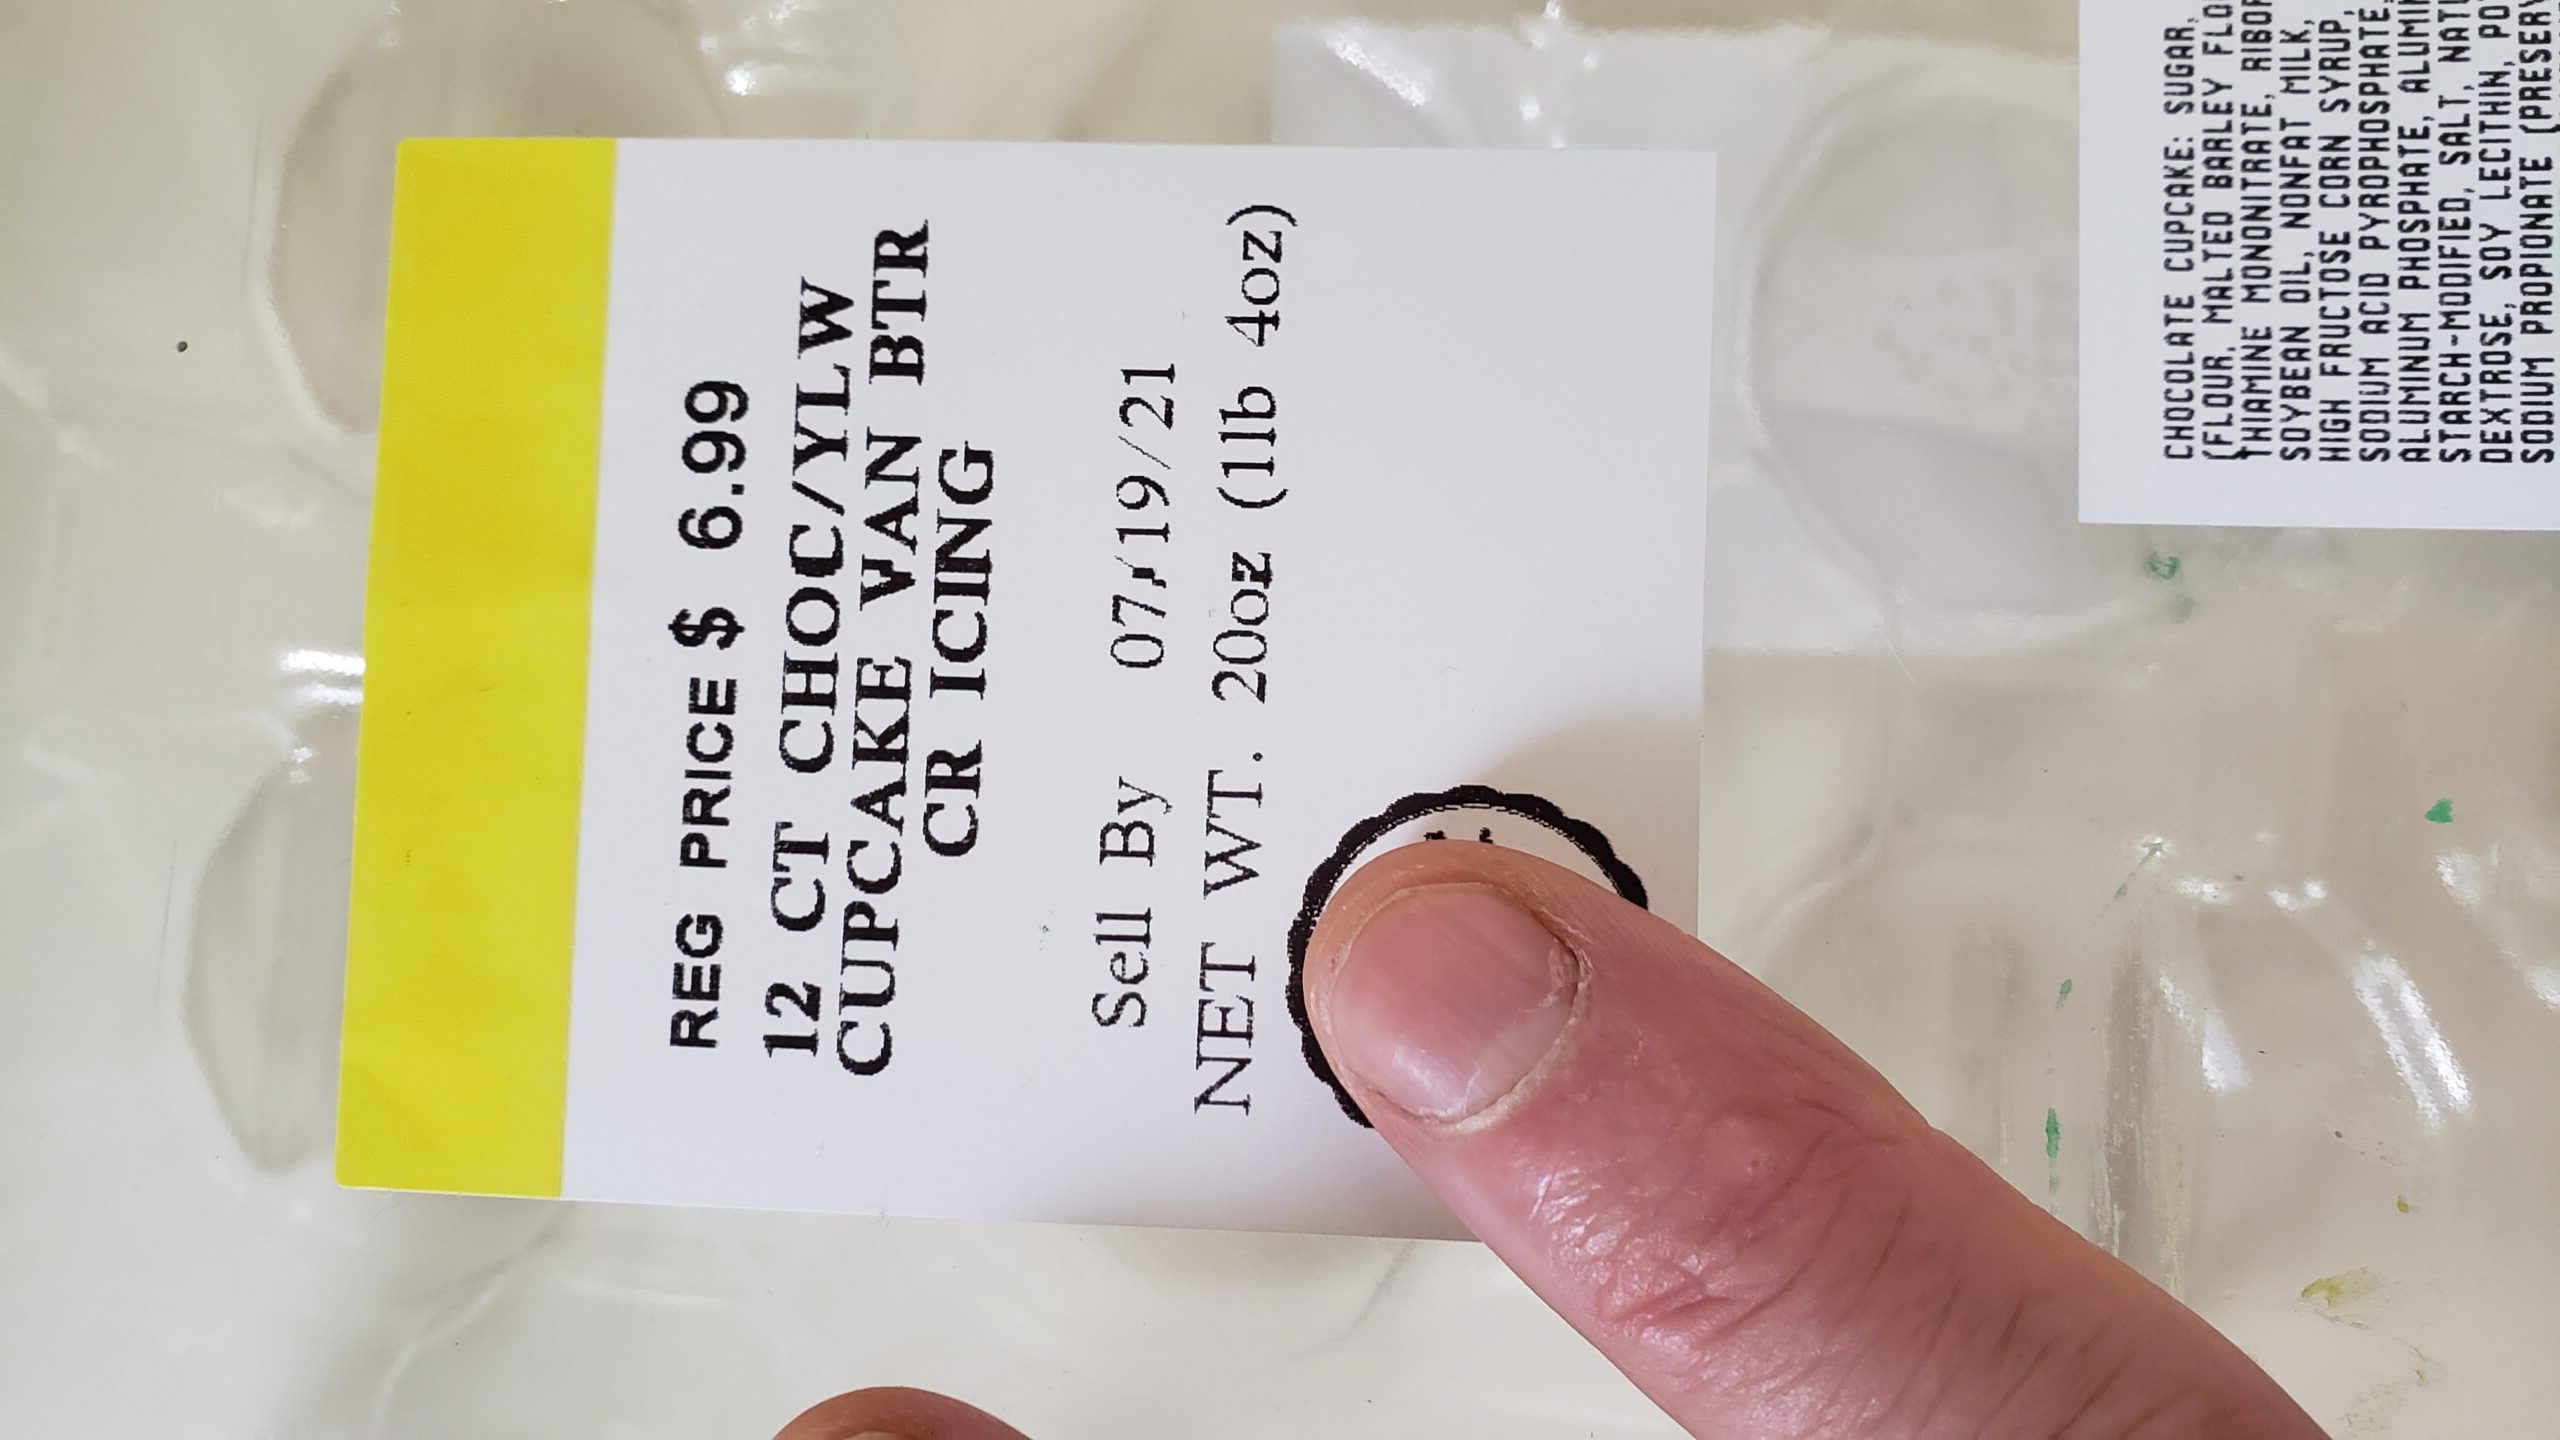 REG PRICE $ 6.99
12 CT CHOC/YLW
CUPCAKE VAN BTR
CR ICING
Sell By 07/19/21
NET WT. 20oz (1lb 4oz)
CHOCOLATE CUPCAKE: SUGAR,
(FLOUR, MALTED BARLEY
THIAMINE MONONITRATE,
SOYBEAN OIL, NONFAT MILK,
HIGH FRUCTOSE CORN SYRUP,
SODIUM ACID PYROPHOSPHATE,
ALUMINUM PHOSPHATE,
STARCH-MODIFIED, SALT,
DEXTROSE, SOY LECITHIN,
SODIUM PROPIONATE